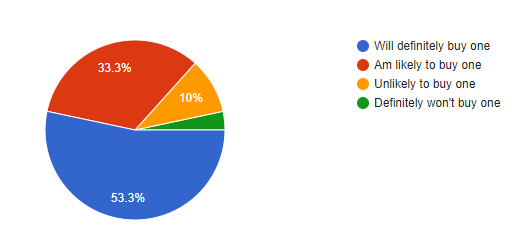 33.3%
10%
53.3%
Will definitely buy one
Am likely to buy one
Unlikely to buy one
Definitely won't buy one